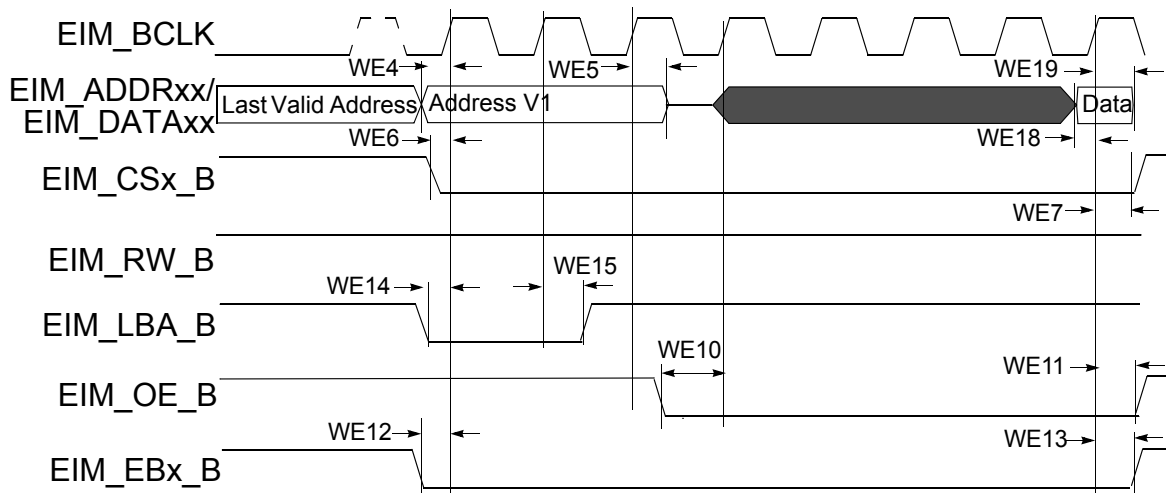 EIM_BCLK
WE4
WE5
WE19
EIM_ADDRxx/
EIM_DATAxx
Last Valid Address
Address V1
Data
WE6
WE18
EIM_CSx_B
WE7
EIM_RW_B
WE14
WE15
EIM_LBA_B
WE10
WE11
EIM_OE_B
WE12
WE13
EIM_EBx_B